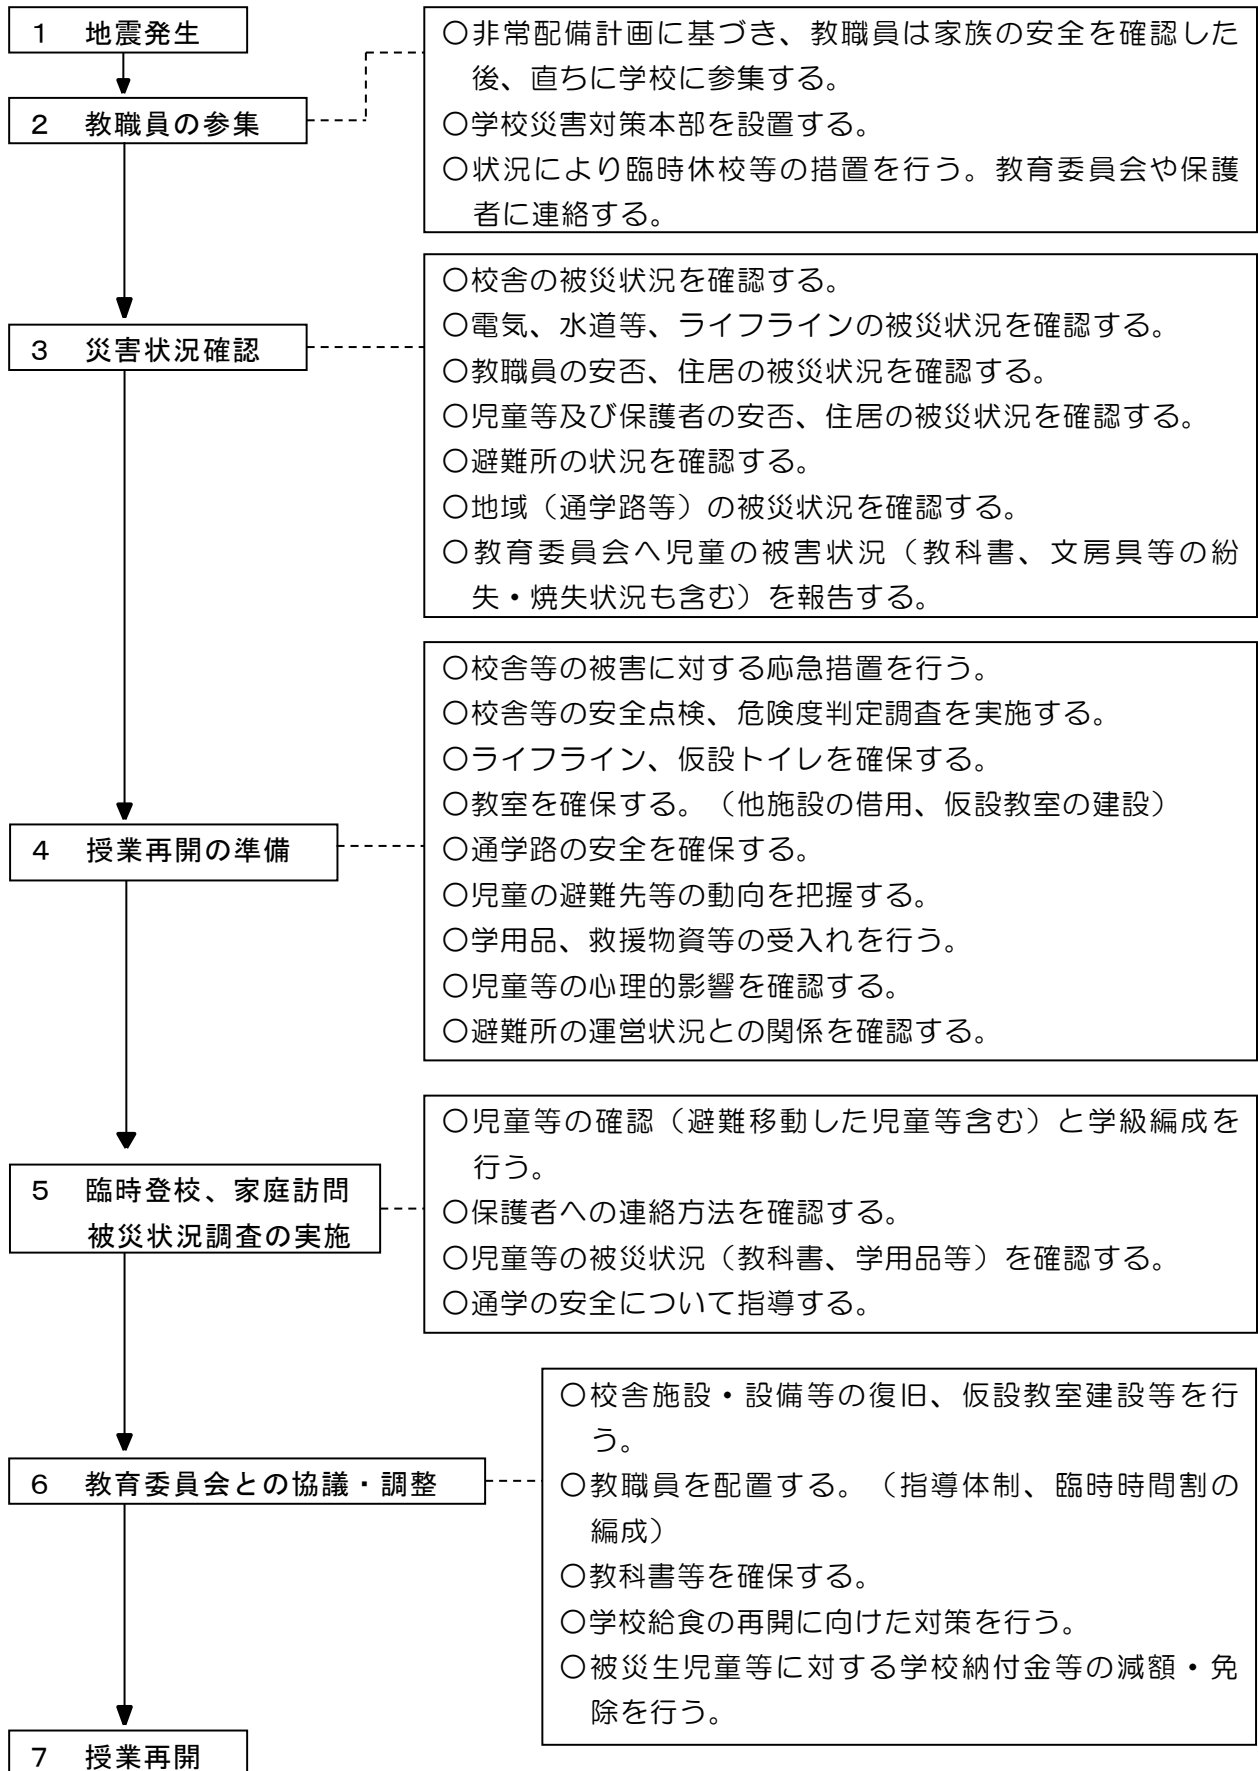 １　地震発生
○非常配備計画に基づき、教職員は家族の安全を確認した
後、直ちに学校に参集する。
○学校災害対策本部を設置する。
○状況により臨時休校等の措置を行う。教育委員会や保護
者に連絡する。
２　教職員の参集
○校舎の被災状況を確認する。
○電気、水道等、ライフラインの被災状況を確認する。
○教職員の安否、住居の被災状況を確認する。
○児童等及び保護者の安否、住居の被災状況を確認する。
○避難所の状況を確認する。
○地域（通学路等）の被災状況を確認する。
○教育委員会へ児童の被害状況（教科書、文房具等の紛
失・焼失状況も含む）を報告する。
３　災害状況確認
○校舎等の被害に対する応急措置を行う。
○校舎等の安全点検、危険度判定調査を実施する。
○ライフライン、仮設トイレを確保する。
○教室を確保する。（他施設の借用、仮設教室の建設）
○通学路の安全を確保する。
○児童の避難先等の動向を把握する。
○学用品、救援物資等の受入れを行う。
○児童等の心理的影響を確認する。
○避難所の運営状況との関係を確認する。
４　授業再開の準備
○児童等の確認（避難移動した児童等含む）と学級編成を
行う。
○保護者への連絡方法を確認する。
○児童等の被災状況（教科書、学用品等）を確認する。
○通学の安全について指導する。
５　臨時登校、家庭訪問
被災状況調査の実施
○校舎施設・設備等の復旧、仮設教室建設等を行
う。
○教職員を配置する。（指導体制、臨時時間割の
編成）
○教科書等を確保する。
○学校給食の再開に向けた対策を行う。
○被災生児童等に対する学校納付金等の減額・免
除を行う。
６　教育委員会との協議・調整
７　授業再開